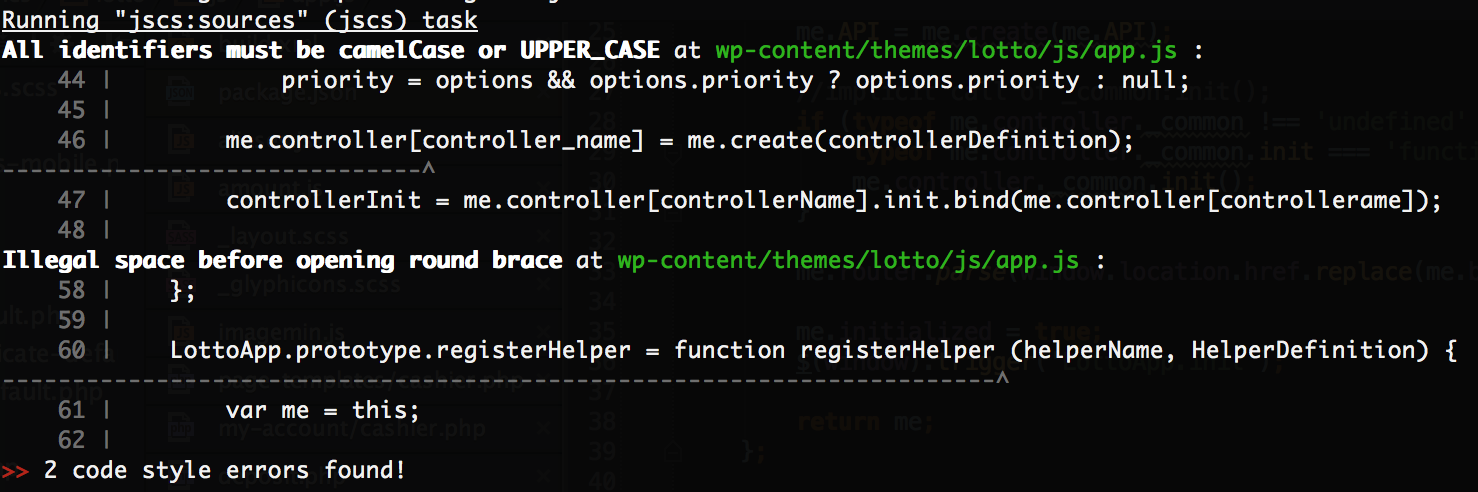 Running "jscs:sources" (jscs) task
All identifiers must be camelCase or UPPER_CASE at wp-content/themes/lotto/js/app.js :
    44 |            priority = options && options.priority ? options.priority : null;
    45 |
    46 |        me.controller[controller_name] = me.create(controllerDefinition);
------------------------------^
    47 |        controllerInit = me.controller[controllerName].init.bind(me.controller[controllerame]);
    48 |
Illegal space before opening round brace at wp-content/themes/lotto/js/app.js :
    58 |    };
    59 |
    60 |    LottoApp.prototype.registerHelper = function registerHelper (helperName, HelperDefinition) {
-----------------------------------------------------------------------^
    61 |        var me = this;
    62 |
>> 2 code style errors found!